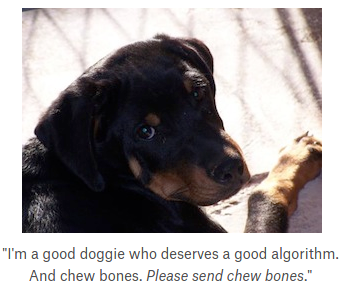 "I'm a good doggie who deserves a good algorithm.
And chew bones. Please send chew bones."